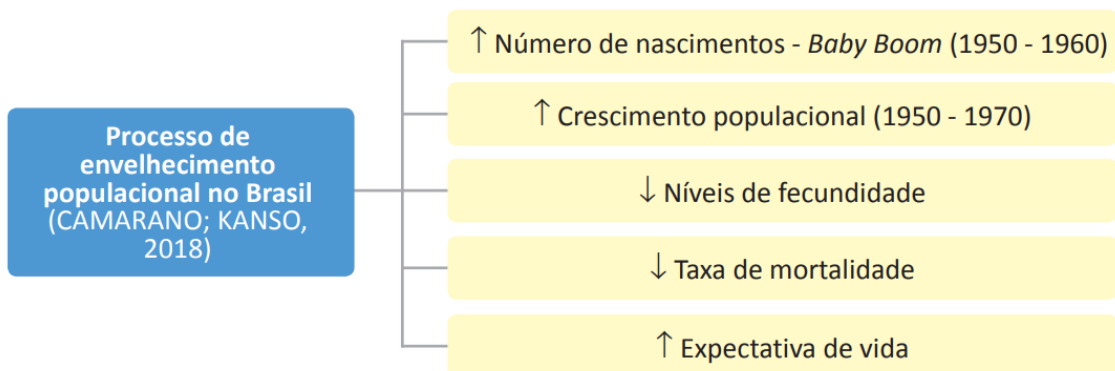 Processo de
envelhecimento
populacional no Brasil
(CAMARANO; KANSO,
2018)
↑ Número de nascimentos - Baby Boom (1950 - 1960)
↑ Crescimento populacional (1950 - 1970)
↓ Níveis de fecundidade
↓ Taxa de mortalidade
↑ Expectativa de vida